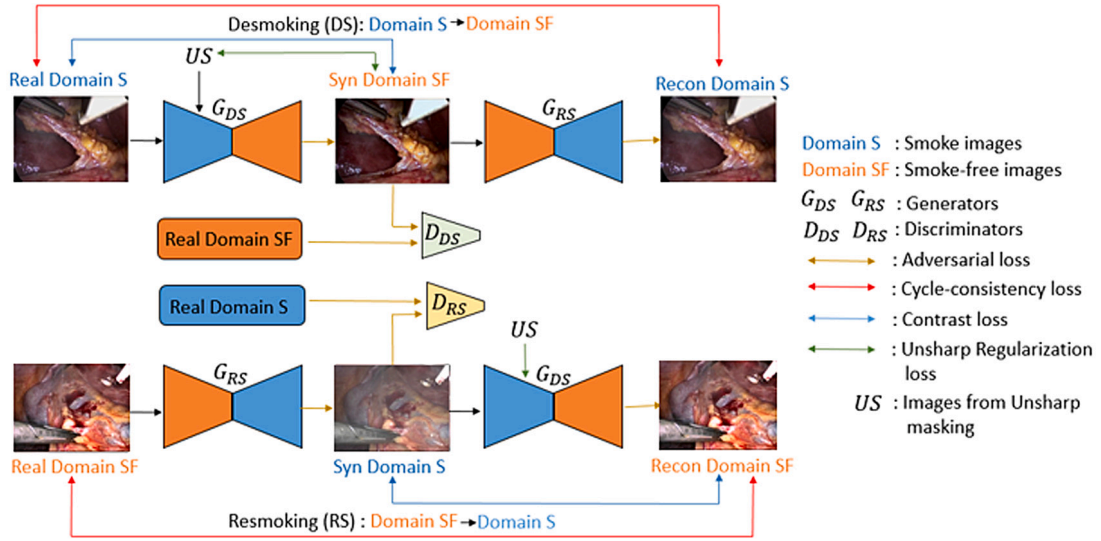 Desmoking (DS): Domain S → Domain SF
US
Real Domain S
Syn Domain SF
Recon Domain S
G_DS
G_RS
Real Domain SF
D_DS
Real Domain S
D_RS
US
G_RS
G_DS
Real Domain SF
Syn Domain S
Recon Domain SF
Resmoking (RS) : Domain SF → Domain S
Domain S : Smoke images
Domain SF : Smoke-free images
G_DS G_RS : Generators
D_DS D_RS : Discriminators
: Adversarial loss
: Cycle-consistency loss
: Contrast loss
: Unsharp Regularization
loss
US : Images from Unsharp
masking